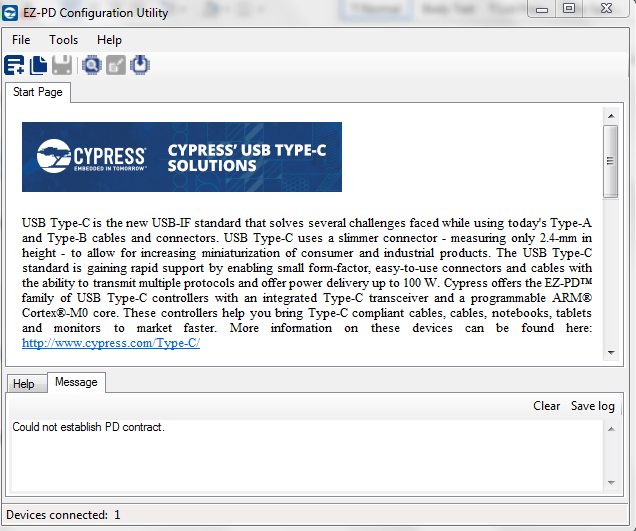 EZ-PD Configuration Utility
File Tools Help
Start Page
CYPRESS®
EMBEDDED IN TOMORROW™
CYPRESS' USB TYPE-C
SOLUTIONS
USB Type-C is the new USB-IF standard that solves several challenges faced while using today's Type-A
and Type-B cables and connectors. USB Type-C uses a slimmer connector - measuring only 2.4-mm in
height - to allow for increasing miniaturization of consumer and industrial products. The USB Type-C
standard is gaining rapid support by enabling small form-factor, easy-to-use connectors and cables with
the ability to transmit multiple protocols and offer power delivery up to 100 W. Cypress offers the EZ-PD™
family of USB Type-C controllers with an integrated Type-C transceiver and a programmable ARM®
Cortex®-M0 core. These controllers help you bring Type-C compliant cables, cables, notebooks, tablets
and monitors to market faster. More information on these devices can be found here:
http://www.cypress.com/Type-C/
Help Message
Clear Save log
Could not establish PD contract.
Devices connected: 1